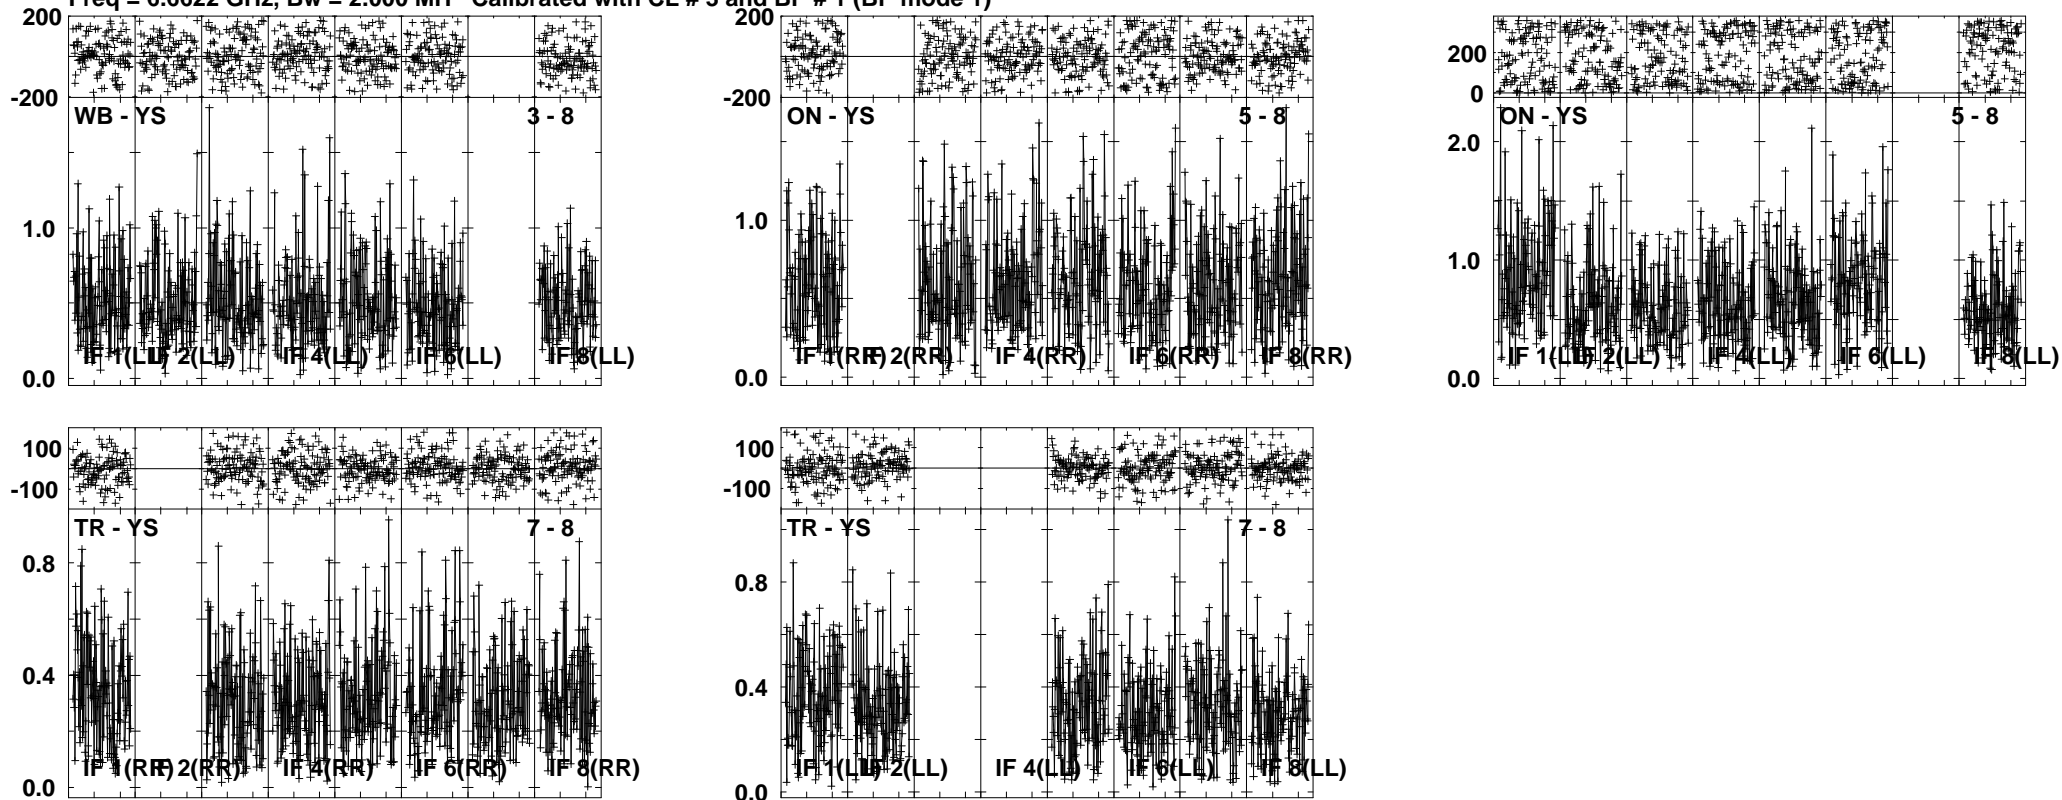 Freq = 6.6622 GHz, Bw = 2.000 MH Calibrated with CL # 3 and BP # 1 (BP mode 1)
200
-200
WB - YS 3 - 8
1.0
IF 1(LL) IF 2(LL) IF 4(LL) IF 6(LL) IF 8(LL)
0.0
ON - YS 5 - 8
1.0
IF 1(RR) IF 2(RR) IF 4(RR) IF 6(RR) IF 8(RR)
0.0
200
0
ON - YS 5 - 8
2.0
1.0
IF 1(LL) IF 2(LL) IF 4(LL) IF 6(LL) IF 8(LL)
0.0
100
-100
TR - YS 7 - 8
0.8
0.4
IF 1(RR) IF 2(RR) IF 4(RR) IF 6(RR) IF 8(RR)
0.0
100
-100
TR - YS 7 - 8
0.8
0.4
IF 1(LL) IF 2(LL) IF 4(LL) IF 6(LL) IF 8(LL)
0.0